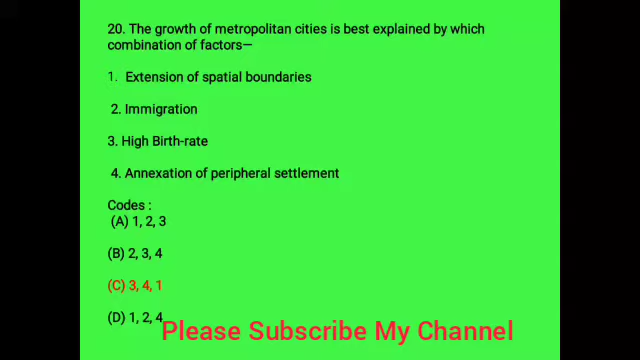 20. The growth of metropolitan cities is best explained by which
combination of factors—
1. Extension of spatial boundaries
2. Immigration
3. High Birth-rate
4. Annexation of peripheral settlement
Codes :
(A) 1, 2, 3
(B) 2, 3, 4
(C) 3, 4, 1
(D) 1, 2, 4
Please Subscribe My Channel